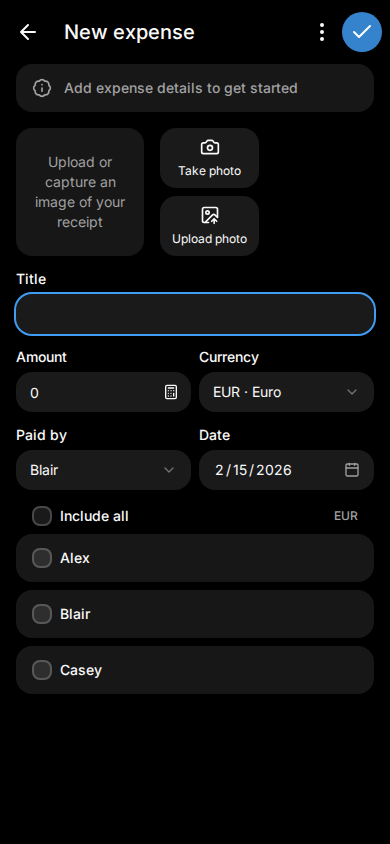 New expense
Add expense details to get started
Upload or
capture an
image of your
receipt
Take photo
Upload photo
Title
Amount
Currency
0
EUR · Euro
Paid by
Date
Blair
2/15/2026
Include all
EUR
Alex
Blair
Casey